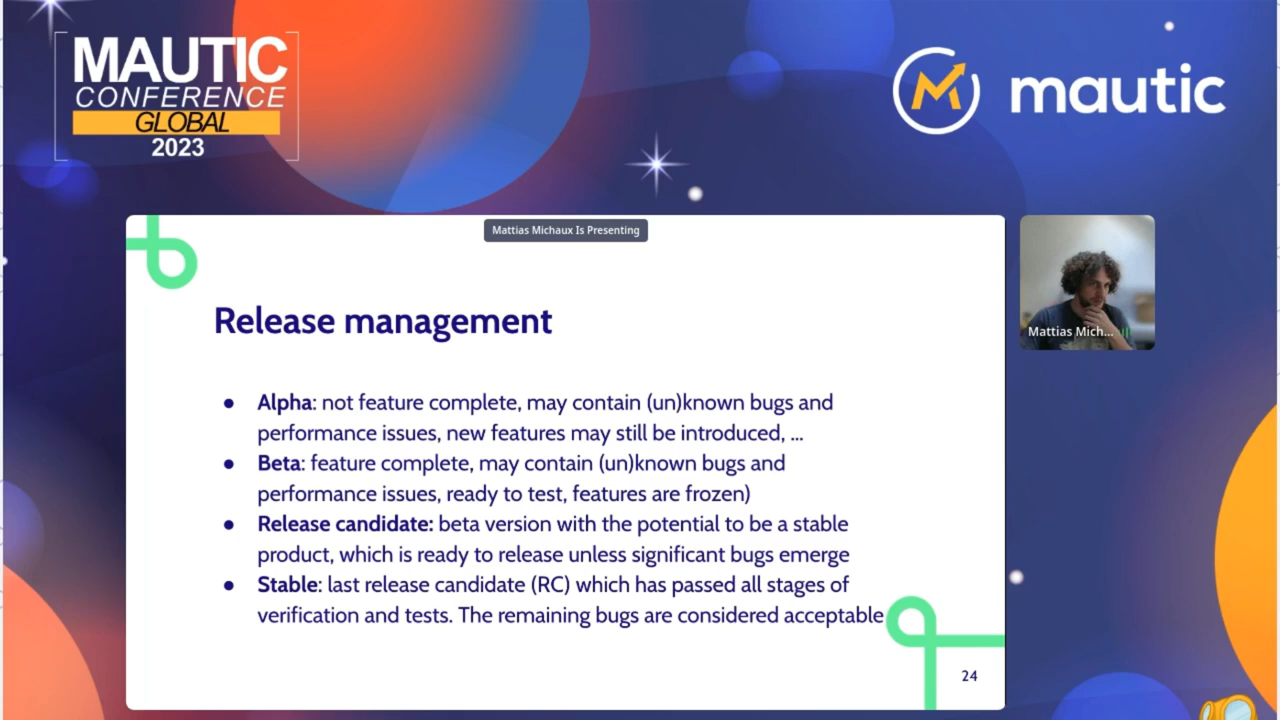 MAUTIC
CONFERENCE
GLOBAL
2023
mautic
Mattias Michaux Is Presenting
Release management
● Alpha: not feature complete, may contain (un)known bugs and
performance issues, new features may still be introduced, ...
● Beta: feature complete, may contain (un)known bugs and
performance issues, ready to test, features are frozen)
● Release candidate: beta version with the potential to be a stable
product, which is ready to release unless significant bugs emerge
● Stable: last release candidate (RC) which has passed all stages of
verification and tests. The remaining bugs are considered acceptable
24
Mattias Mich...